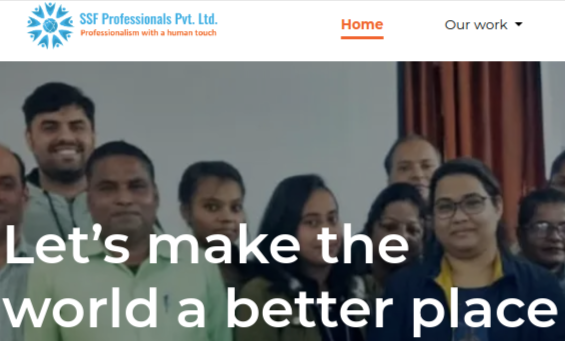 SSF Professionals Pvt. Ltd.
Professionalism with a human touch
Home
Our work
Let's make the
world a better place